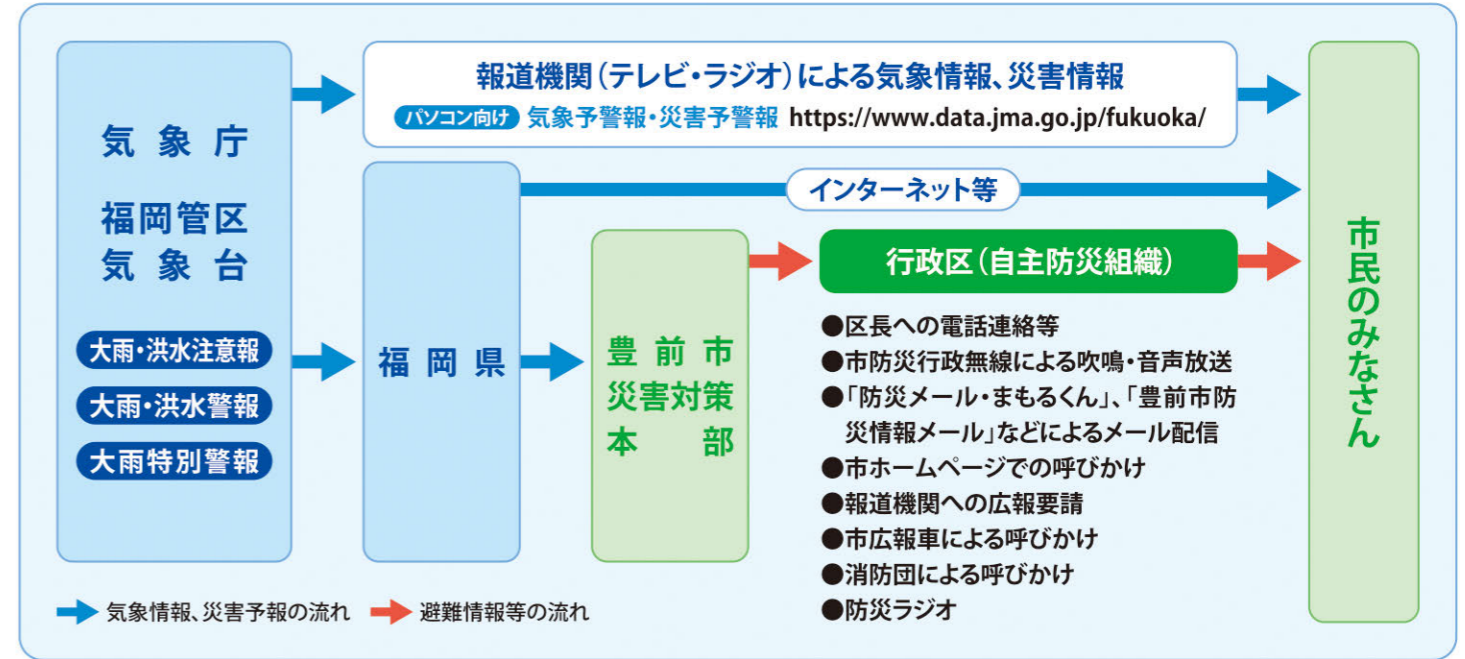 気象庁
福岡管区
気象台
大雨・洪水注意報
大雨・洪水警報
大雨特別警報
報道機関（テレビ・ラジオ）による気象情報、災害情報
パソコン向け 気象予警報・災害予警報 https://www.data.jma.go.jp/fukuoka/
福岡県
インターネット等
豊前市
災害対策
本部
行政区（自主防災組織）
●区長への電話連絡等
●市防災行政無線による吹鳴・音声放送
●「防災メール・まもるくん」、「豊前市防
災情報メール」などによるメール配信
●市ホームページでの呼びかけ
●報道機関への広報要請
●市広報車による呼びかけ
●消防団による呼びかけ
●防災ラジオ
市民のみなさん
気象情報、災害予報の流れ
避難情報等の流れ